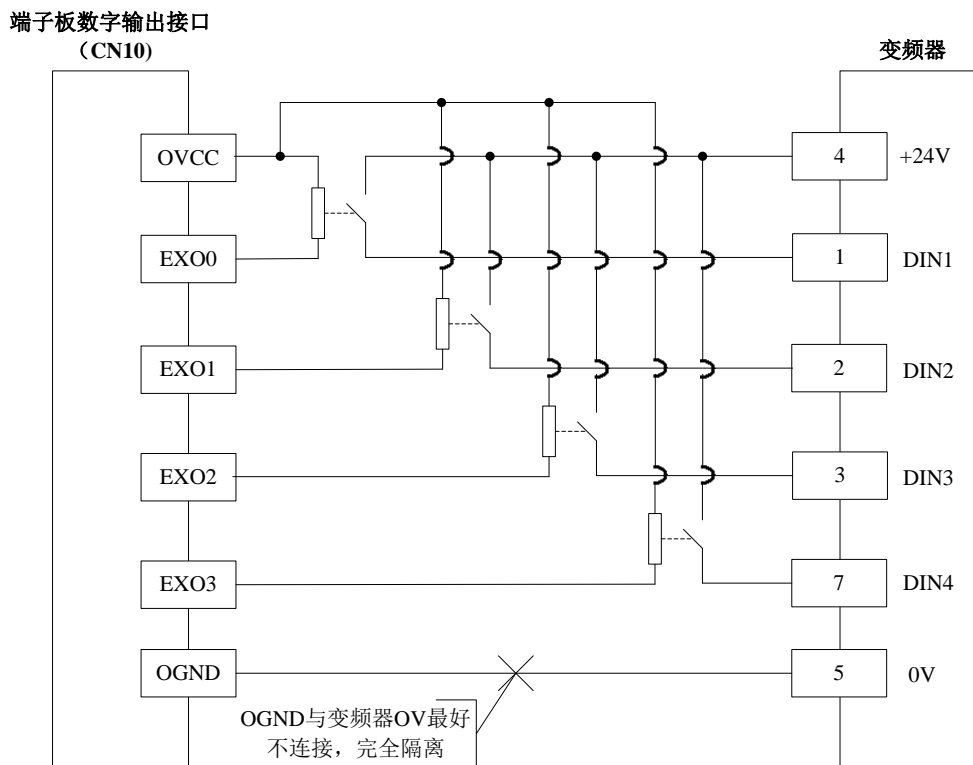 端子板数字输出接口
（CN10)
变频器
OVCC
4
+24V
EXO0
1
DIN1
EXO1
2
DIN2
EXO2
3
DIN3
EXO3
7
DIN4
OGND
5
0V
OGND与变频器OV最好
不连接，完全隔离